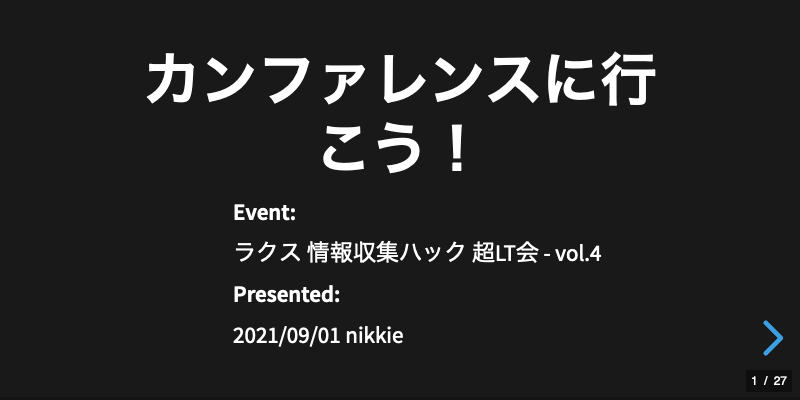 カンファレンスに行
こう！
Event:
ラクス 情報収集ハック 超LT会 - vol.4
Presented:
2021/09/01 nikkie
1 / 27